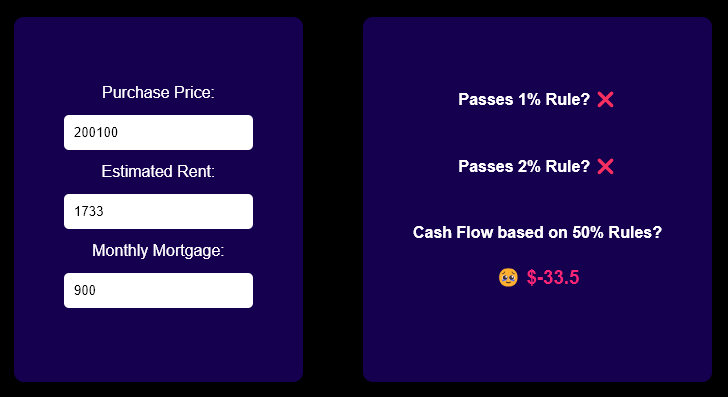 Purchase Price:
200100
Estimated Rent:
1733
Monthly Mortgage:
900
Passes 1% Rule? ❌
Passes 2% Rule? ❌
Cash Flow based on 50% Rules?
🥹 $-33.5